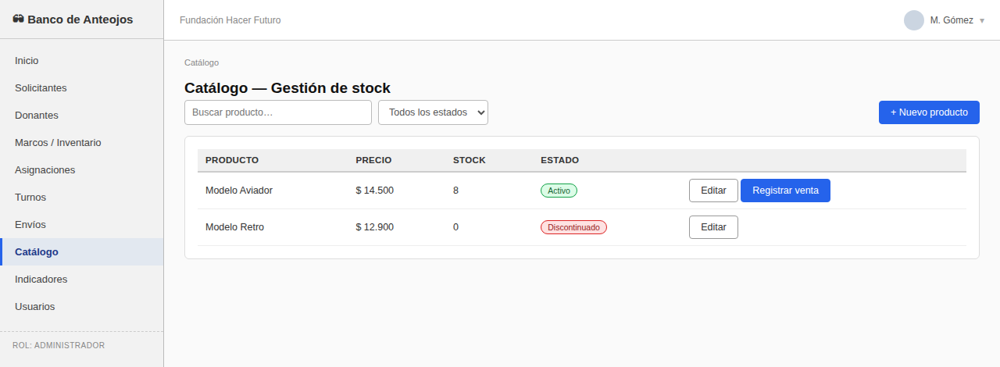 🕶 Banco de Anteojos
Inicio
Solicitantes
Donantes
Marcos / Inventario
Asignaciones
Turnos
Envíos
Catálogo
Indicadores
Usuarios
ROL: ADMINISTRADOR
Fundación Hacer Futuro
M. Gómez ▾
Catálogo
Catálogo — Gestión de stock
Buscar producto…
Todos los estados
+ Nuevo producto
PRODUCTO PRECIO STOCK ESTADO
Modelo Aviador $ 14.500 8 Activo Editar Registrar venta
Modelo Retro $ 12.900 0 Discontinuado Editar